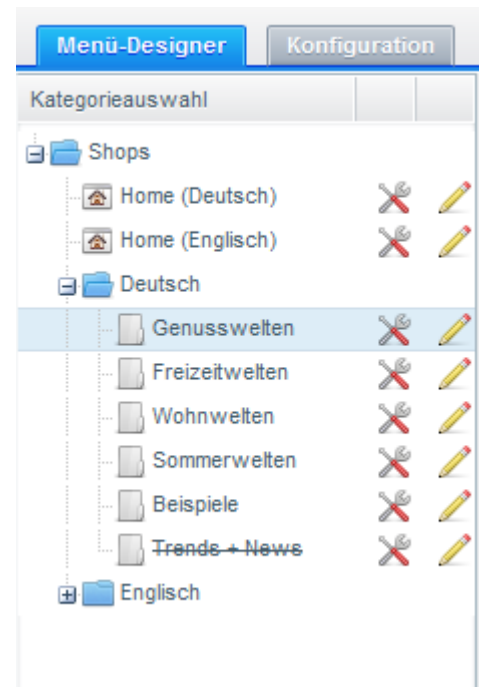 Menü-Designer Konfiguration
Kategorieauswahl
Shops
Home (Deutsch)
Home (Englisch)
Deutsch
Genusswelten
Freizeitwelten
Wohnwelten
Sommerwelten
Beispiele
Trends + News
Englisch